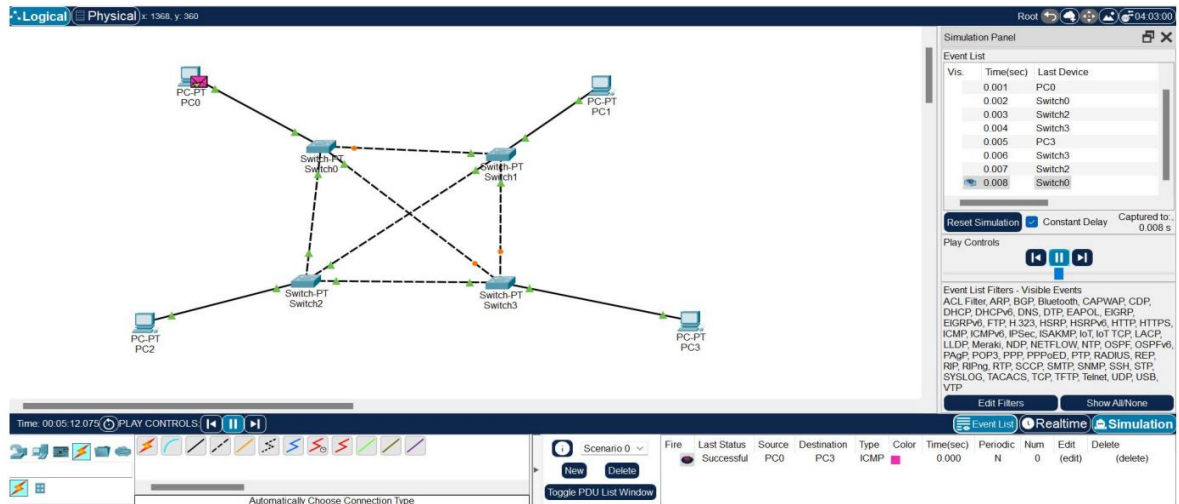 Logical Physical x: 1368, y: 360 Root 04:03:00
PC-PT
PC0
PC-PT
PC1
Switch-PT
Switch0
Switch-PT
Switch1
Switch-PT
Switch2
Switch-PT
Switch3
PC-PT
PC2
PC-PT
PC3
Simulation Panel
Event List
Vis. Time(sec) Last Device
0.001 PC0
0.002 Switch0
0.003 Switch2
0.004 Switch3
0.005 PC3
0.006 Switch3
0.007 Switch2
0.008 Switch0
Reset Simulation Constant Delay Captured to:
0.008 s
Play Controls
Event List Filters - Visible Events
ACL Filter, ARP, BGP, Bluetooth, CAPWAP, CDP,
DHCP, DHCPv6, DNS, DTP, EAPOL, EIGRP,
EIGRPv6, FTP, H.323, HSRP, HSRPv6, HTTP, HTTPS,
ICMP, ICMPv6, IPSec, ISAKMP, IoT, IoT TCP, LACP,
LLDP, Meraki, NDP, NETFLOW, NTP, OSPF, OSPFv6,
PAgP, POP3, PPP, PPPoED, PTP, RADIUS, REP,
RIP, RIPng, RTP, SCCP, SMTP, SNMP, SSH, STP,
SYSLOG, TACACS, TCP, TFTP, Telnet, UDP, USB,
VTP
Edit Filters Show All/None
Time: 00:05:12.075 PLAY CONTROLS: Event List Realtime Simulation
Automatically Choose Connection Type
Scenario 0
New Delete
Toggle PDU List Window
Fire Last Status Source Destination Type Color Time(sec) Periodic Num Edit Delete
Successful PC0 PC3 ICMP 0.000 N 0 (edit) (delete)